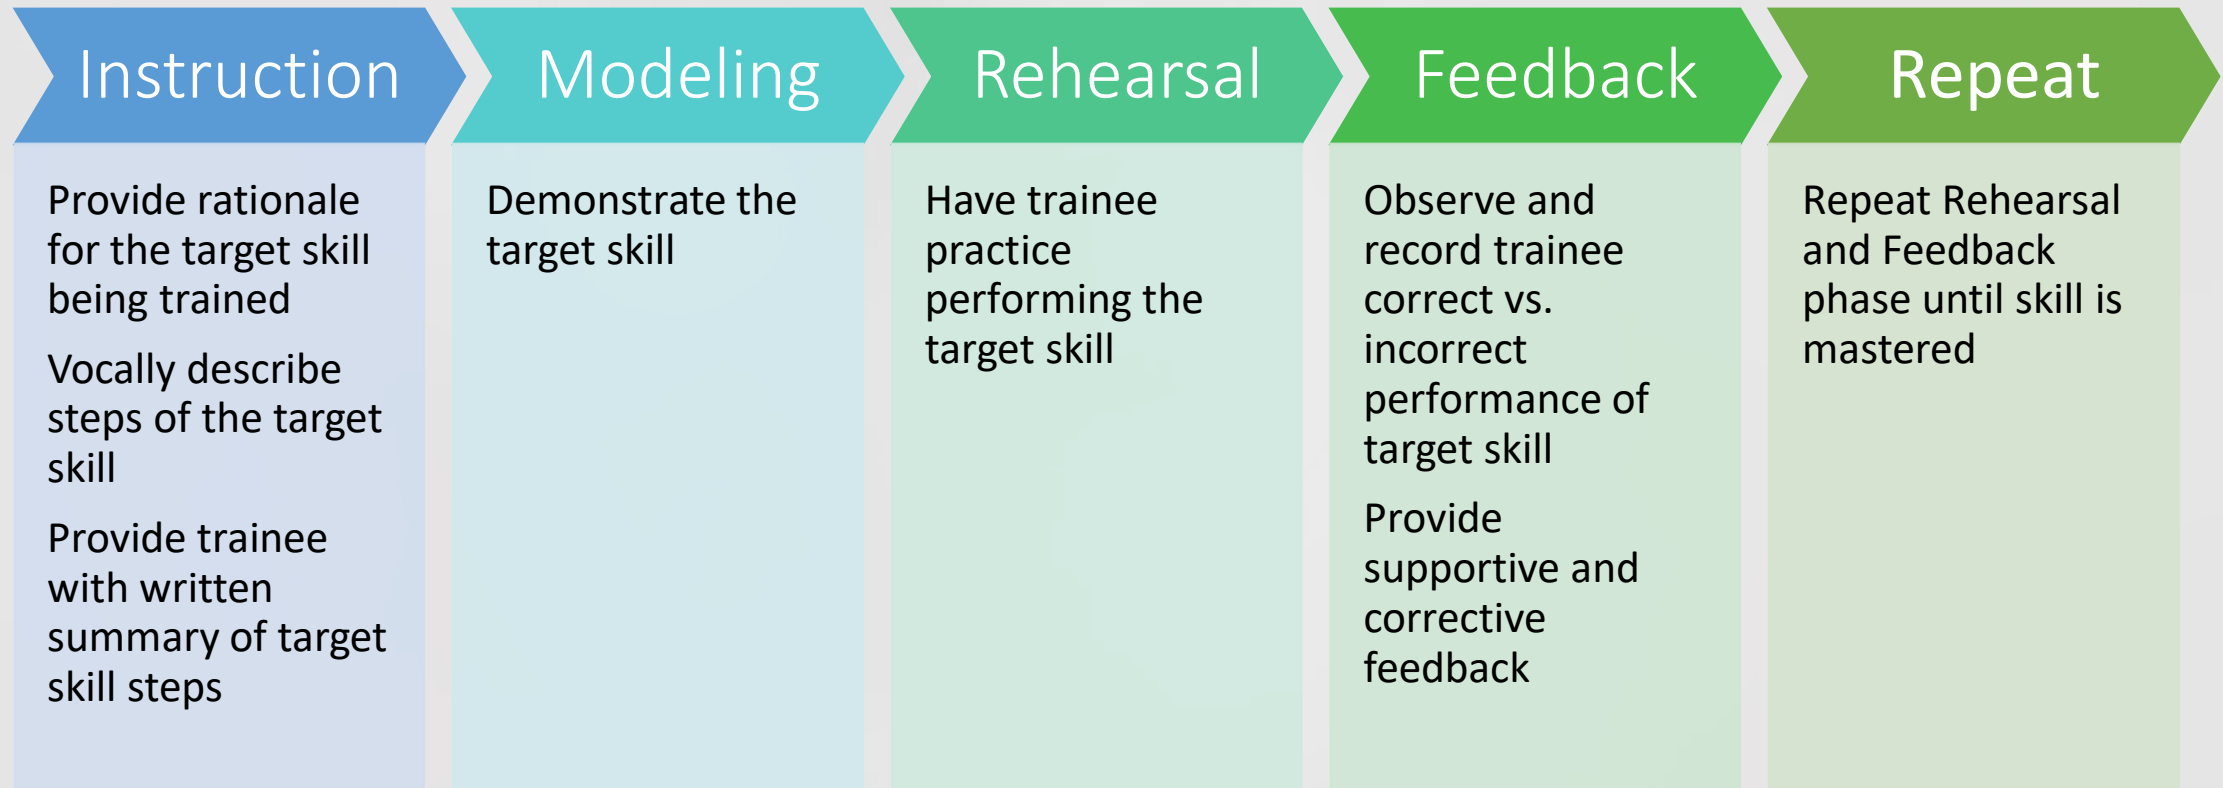 Instruction
Provide rationale
for the target skill
being trained
Vocally describe
steps of the target
skill
Provide trainee
with written
summary of target
skill steps
Modeling
Demonstrate the
target skill
Rehearsal
Have trainee
practice
performing the
target skill
Feedback
Observe and
record trainee
correct vs.
incorrect
performance of
target skill
Provide
supportive and
corrective
feedback
Repeat
Repeat Rehearsal
and Feedback
phase until skill is
mastered